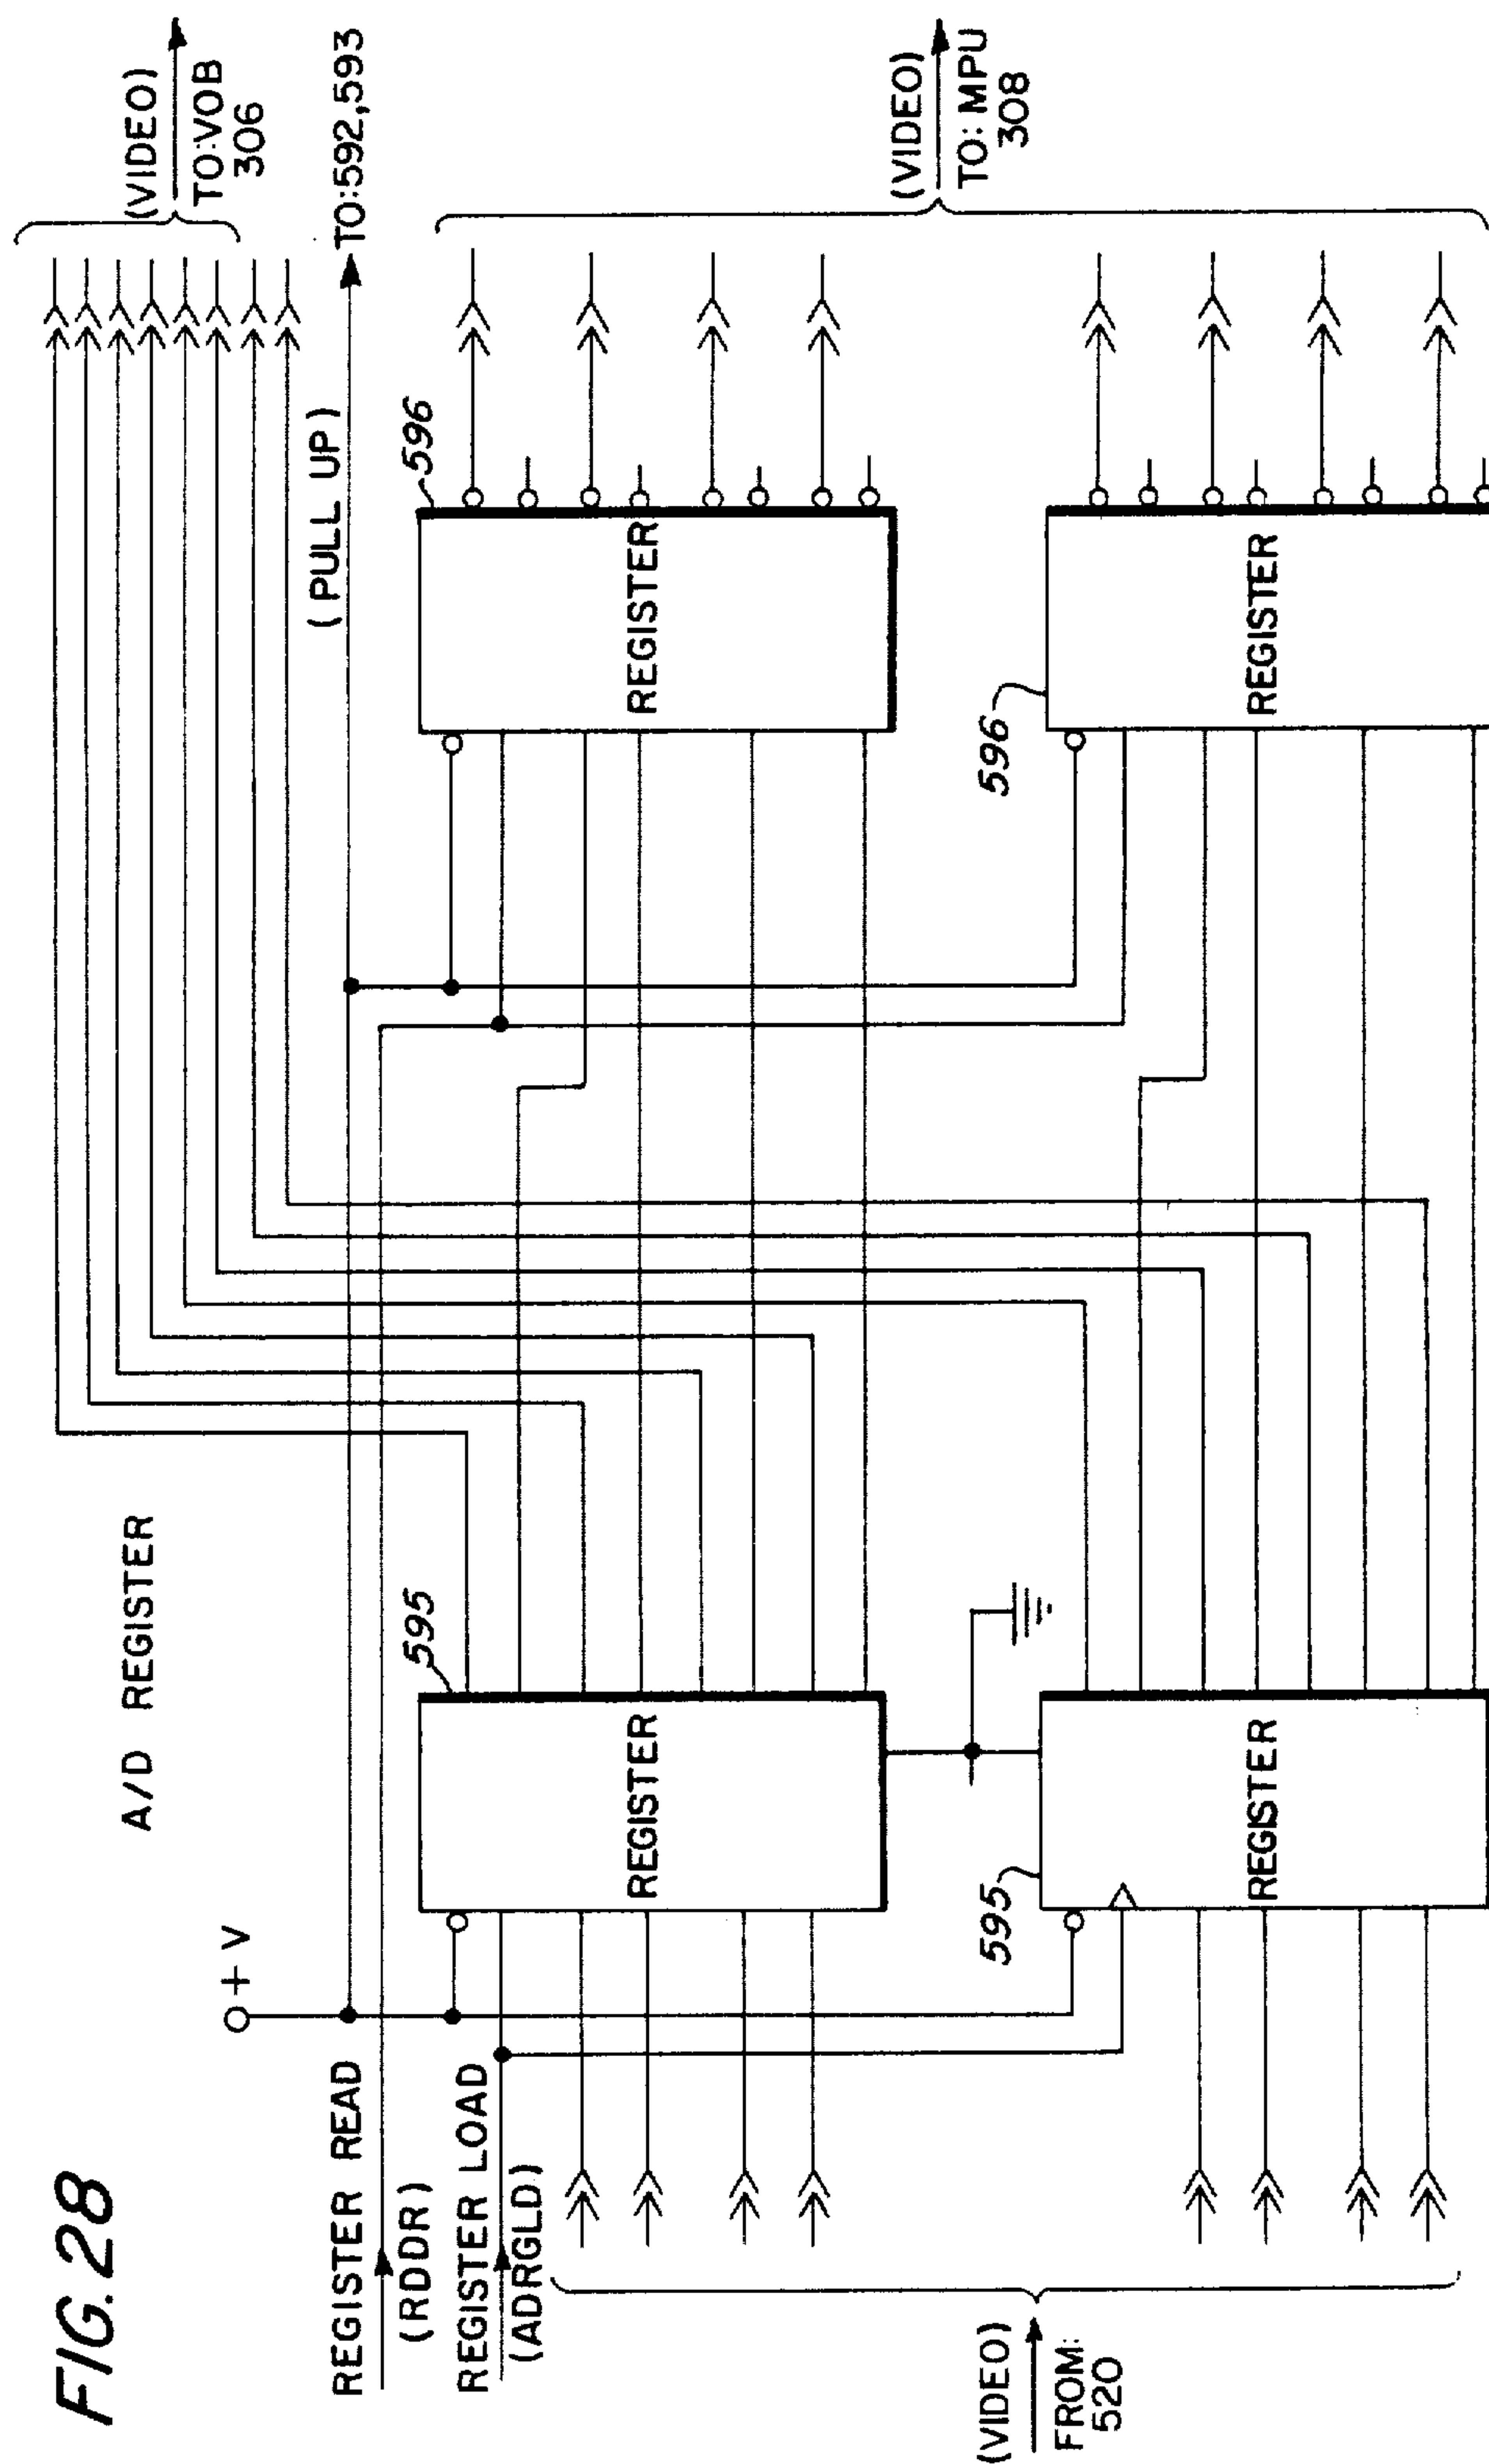 FIG. 28
A/D REGISTER
+V
REGISTER READ
(RDDR)
REGISTER LOAD
(ADRGLD)
(VIDEO)
FROM:
520
595
REGISTER
595
REGISTER
596
REGISTER
596
REGISTER
(PULL UP)
TO:592,593
(VIDEO)
TO:VOB
306
(VIDEO)
TO: MPU
308